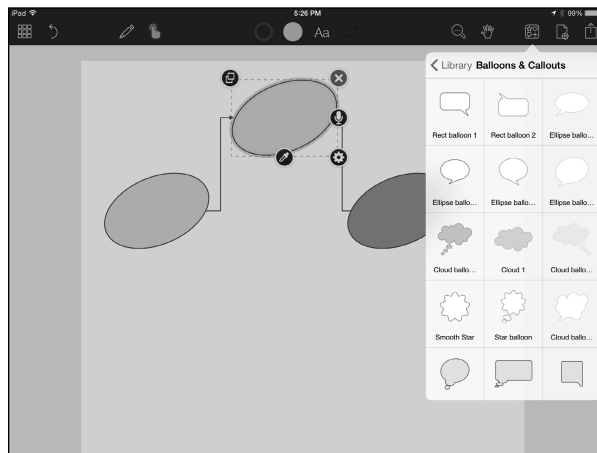 iPad 5:26 PM 99%
Aa
Library Balloons & Callouts
Rect balloon 1 Rect balloon 2 Ellipse ballo...
Ellipse ballo... Ellipse ballo... Ellipse ballo...
Cloud ballo... Cloud 1 Cloud ballo...
Smooth Star Star balloon Cloud ballo...